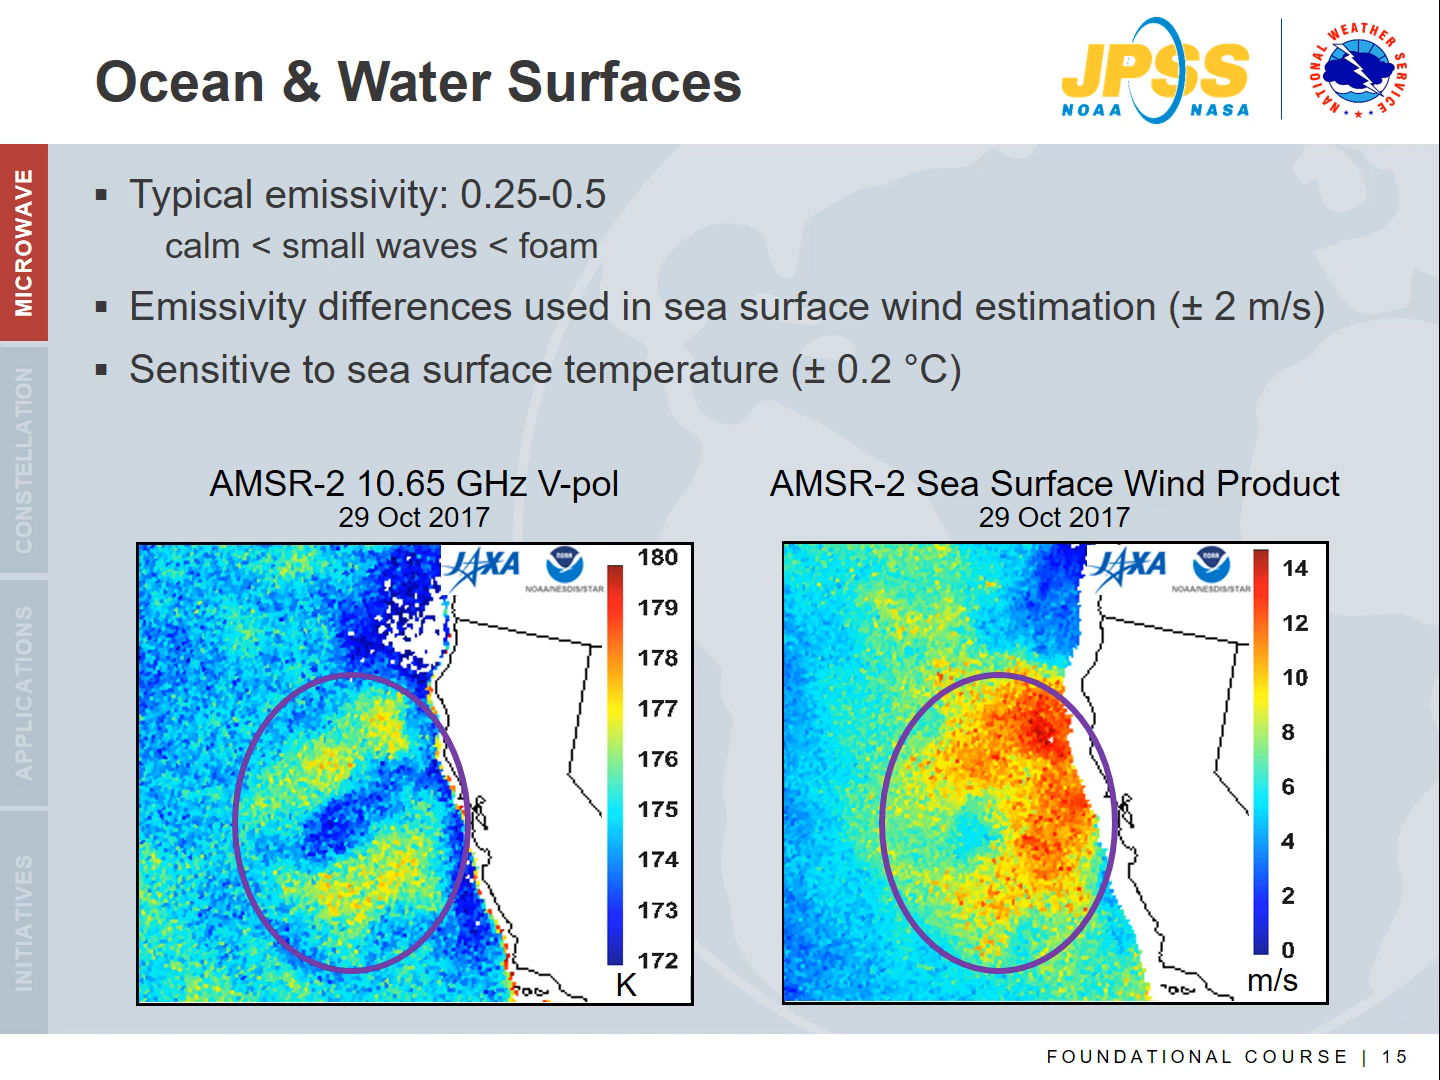 Ocean & Water Surfaces
JPSS
NOAA NASA
NATIONAL WEATHER SERVICE
MICROWAVE
CONSTELLATION
APPLICATIONS
INITIATIVES
▪ Typical emissivity: 0.25-0.5
calm < small waves < foam
▪ Emissivity differences used in sea surface wind estimation (± 2 m/s)
▪ Sensitive to sea surface temperature (± 0.2 °C)
AMSR-2 10.65 GHz V-pol
29 Oct 2017
JAXA
NOAA
NOAA/NESDIS/STAR
180
179
178
177
176
175
174
173
172
K
AMSR-2 Sea Surface Wind Product
29 Oct 2017
JAXA
NOAA
NOAA/NESDIS/STAR
14
12
10
8
6
4
2
0
m/s
FOUNDATIONAL COURSE | 15